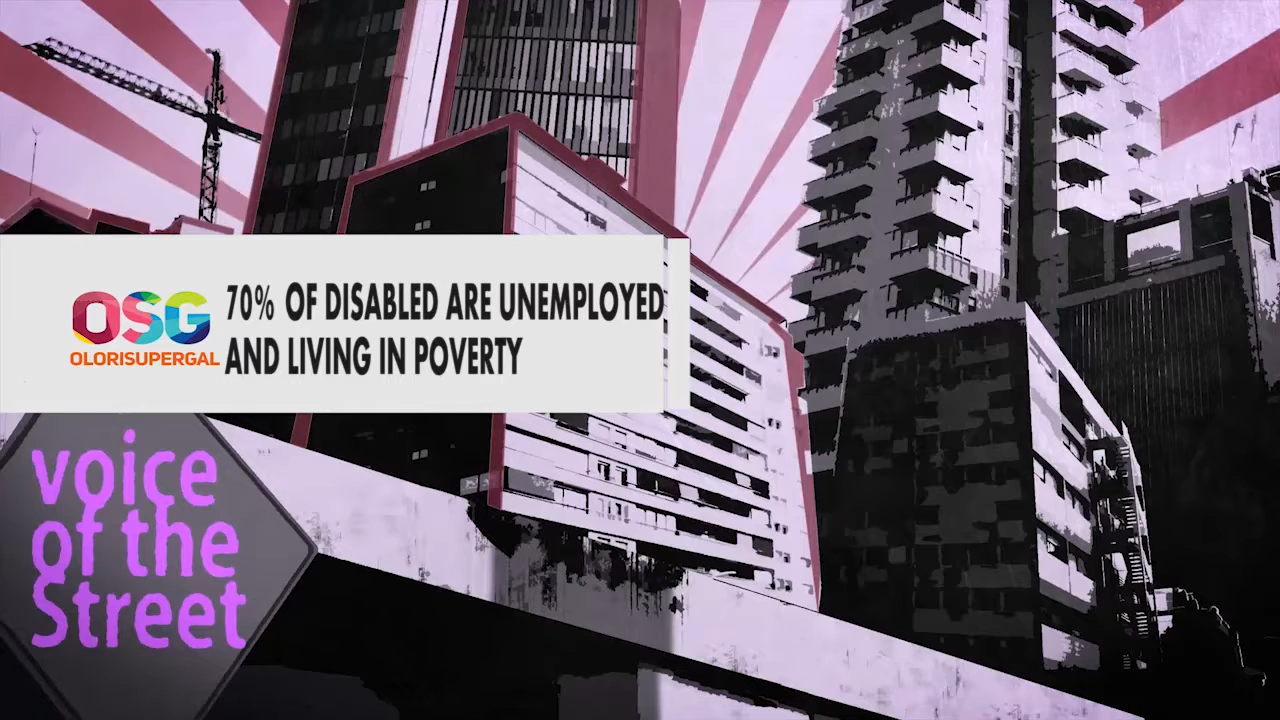 OSG
OLORISUPERGAL
70% OF DISABLED ARE UNEMPLOYED
AND LIVING IN POVERTY
voice
of the
Street